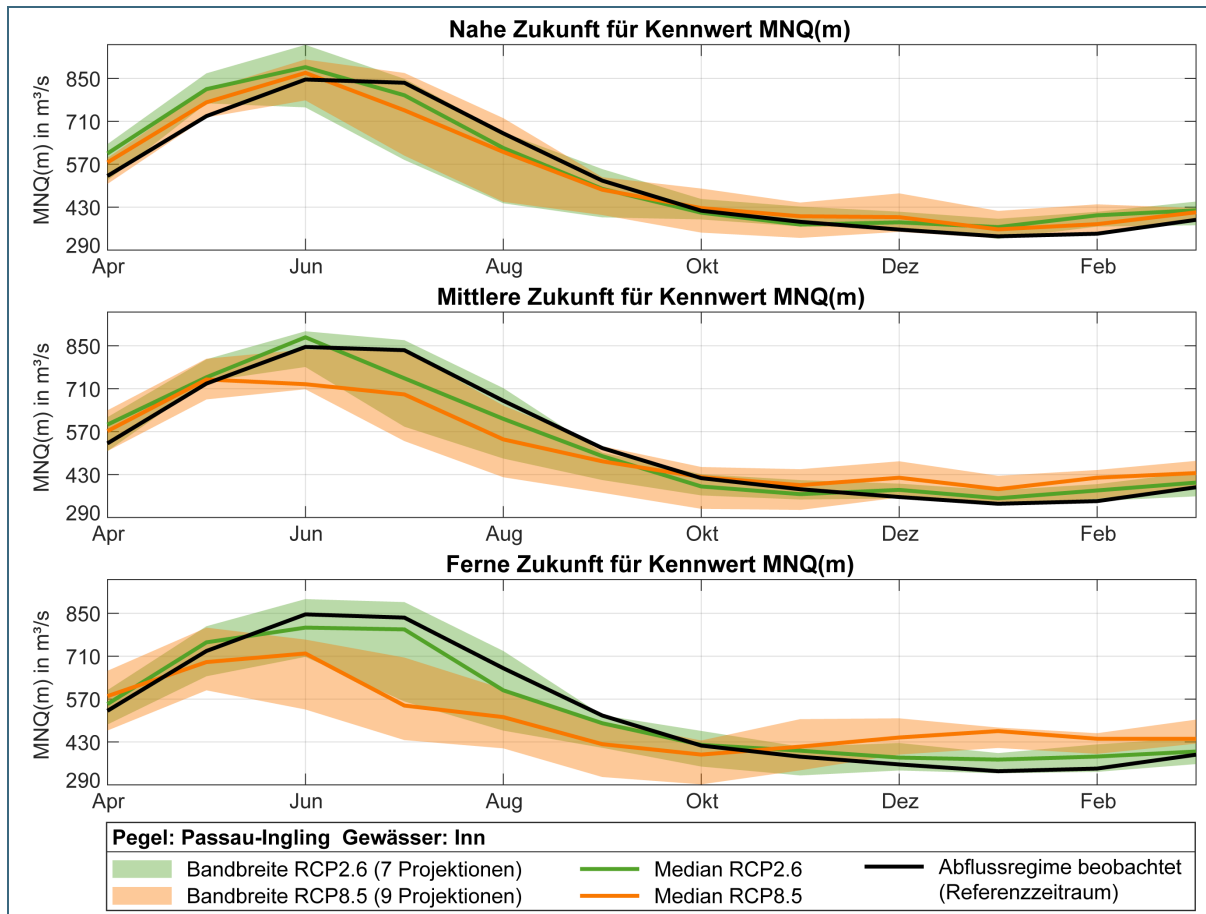 Nahe Zukunft für Kennwert MNQ(m)
MNQ(m) in m³/s
850
710
570
430
290
Apr Jun Aug Okt Dez Feb
Mittlere Zukunft für Kennwert MNQ(m)
MNQ(m) in m³/s
850
710
570
430
290
Apr Jun Aug Okt Dez Feb
Ferne Zukunft für Kennwert MNQ(m)
MNQ(m) in m³/s
850
710
570
430
290
Apr Jun Aug Okt Dez Feb
Pegel: Passau-Ingling Gewässer: Inn
Bandbreite RCP2.6 (7 Projektionen)
Bandbreite RCP8.5 (9 Projektionen)
Median RCP2.6
Median RCP8.5
Abflussregime beobachtet
(Referenzzeitraum)